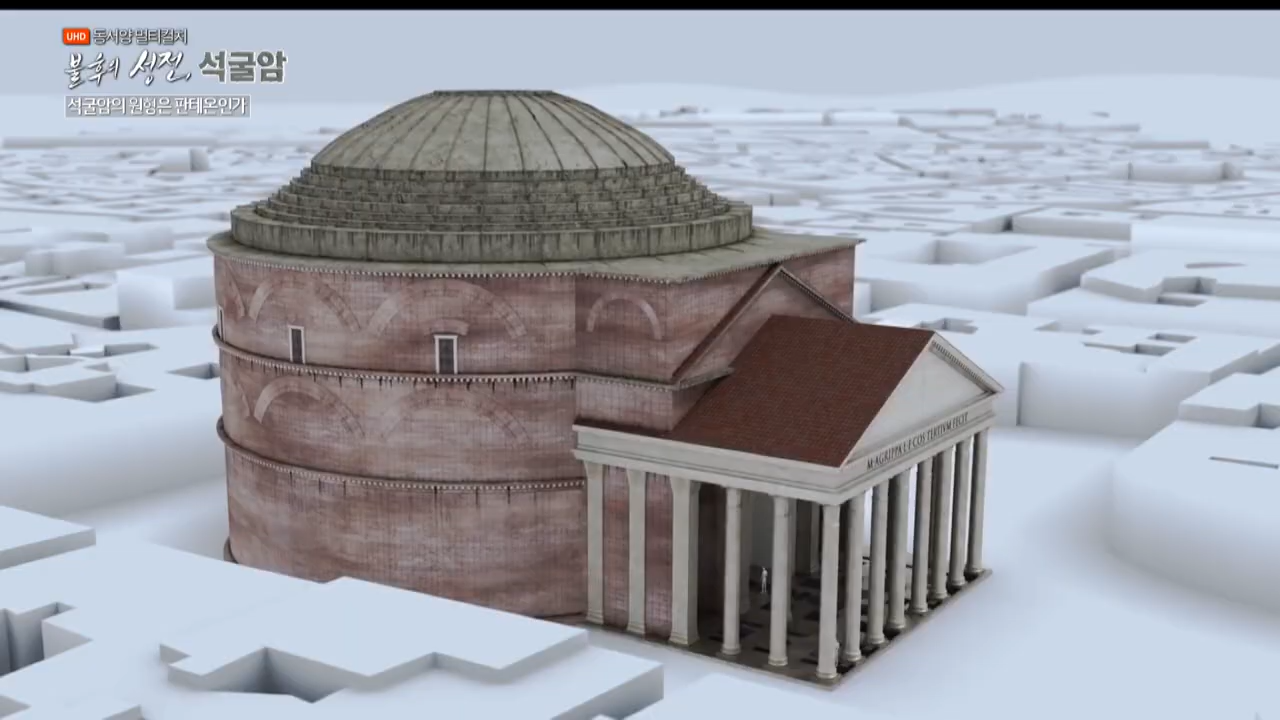 UHD 동서양 멀티컬처
불후의 성전, 석굴암
석굴암의 원형은 판테온인가
M·AGRIPPA·L·F·COS·TERTIVM·FECIT